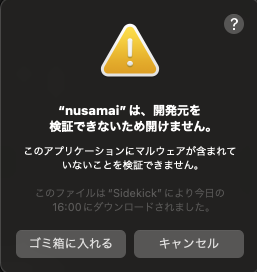 ?
“nusamai”は、開発元を
検証できないため開けません。
このアプリケーションにマルウェアが含まれて
いないことを検証できません。
このファイルは“Sidekick”により今日の
16:00にダウンロードされました。
ゴミ箱に入れる
キャンセル